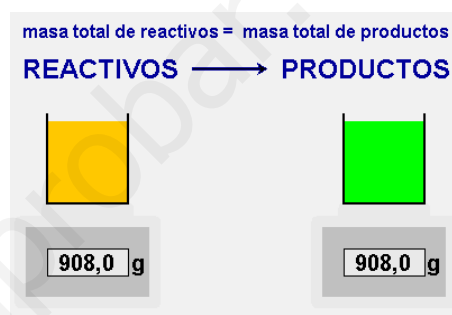 masa total de reactivos = masa total de productos
REACTIVOS → PRODUCTOS
908,0 g
908,0 g